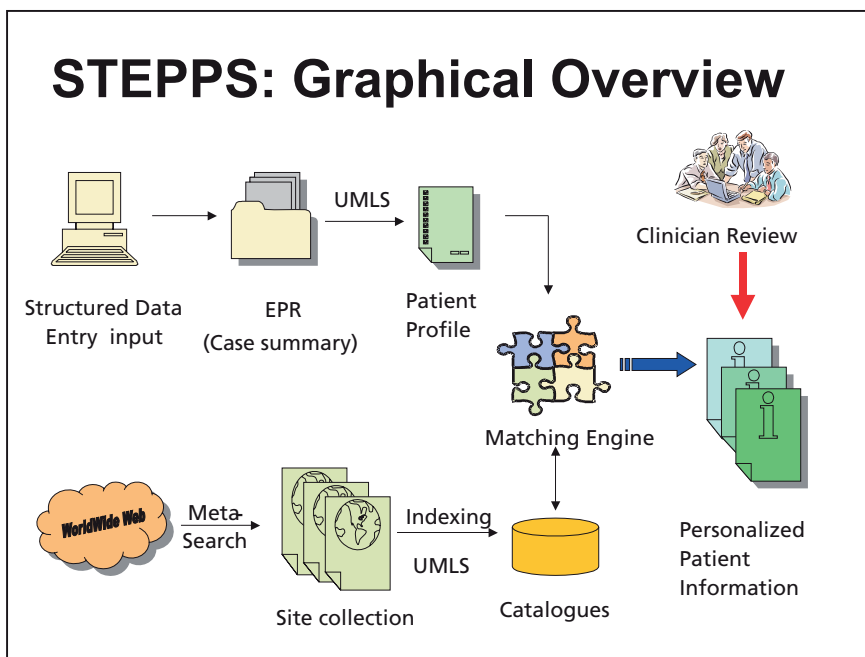 STEPPS: Graphical Overview
UMLS
Clinician Review
Structured Data
Entry input
EPR
(Case summary)
Patient
Profile
Matching Engine
WorldWide Web
Meta-
Search
Indexing
UMLS
Site collection
Catalogues
Personalized
Patient
Information